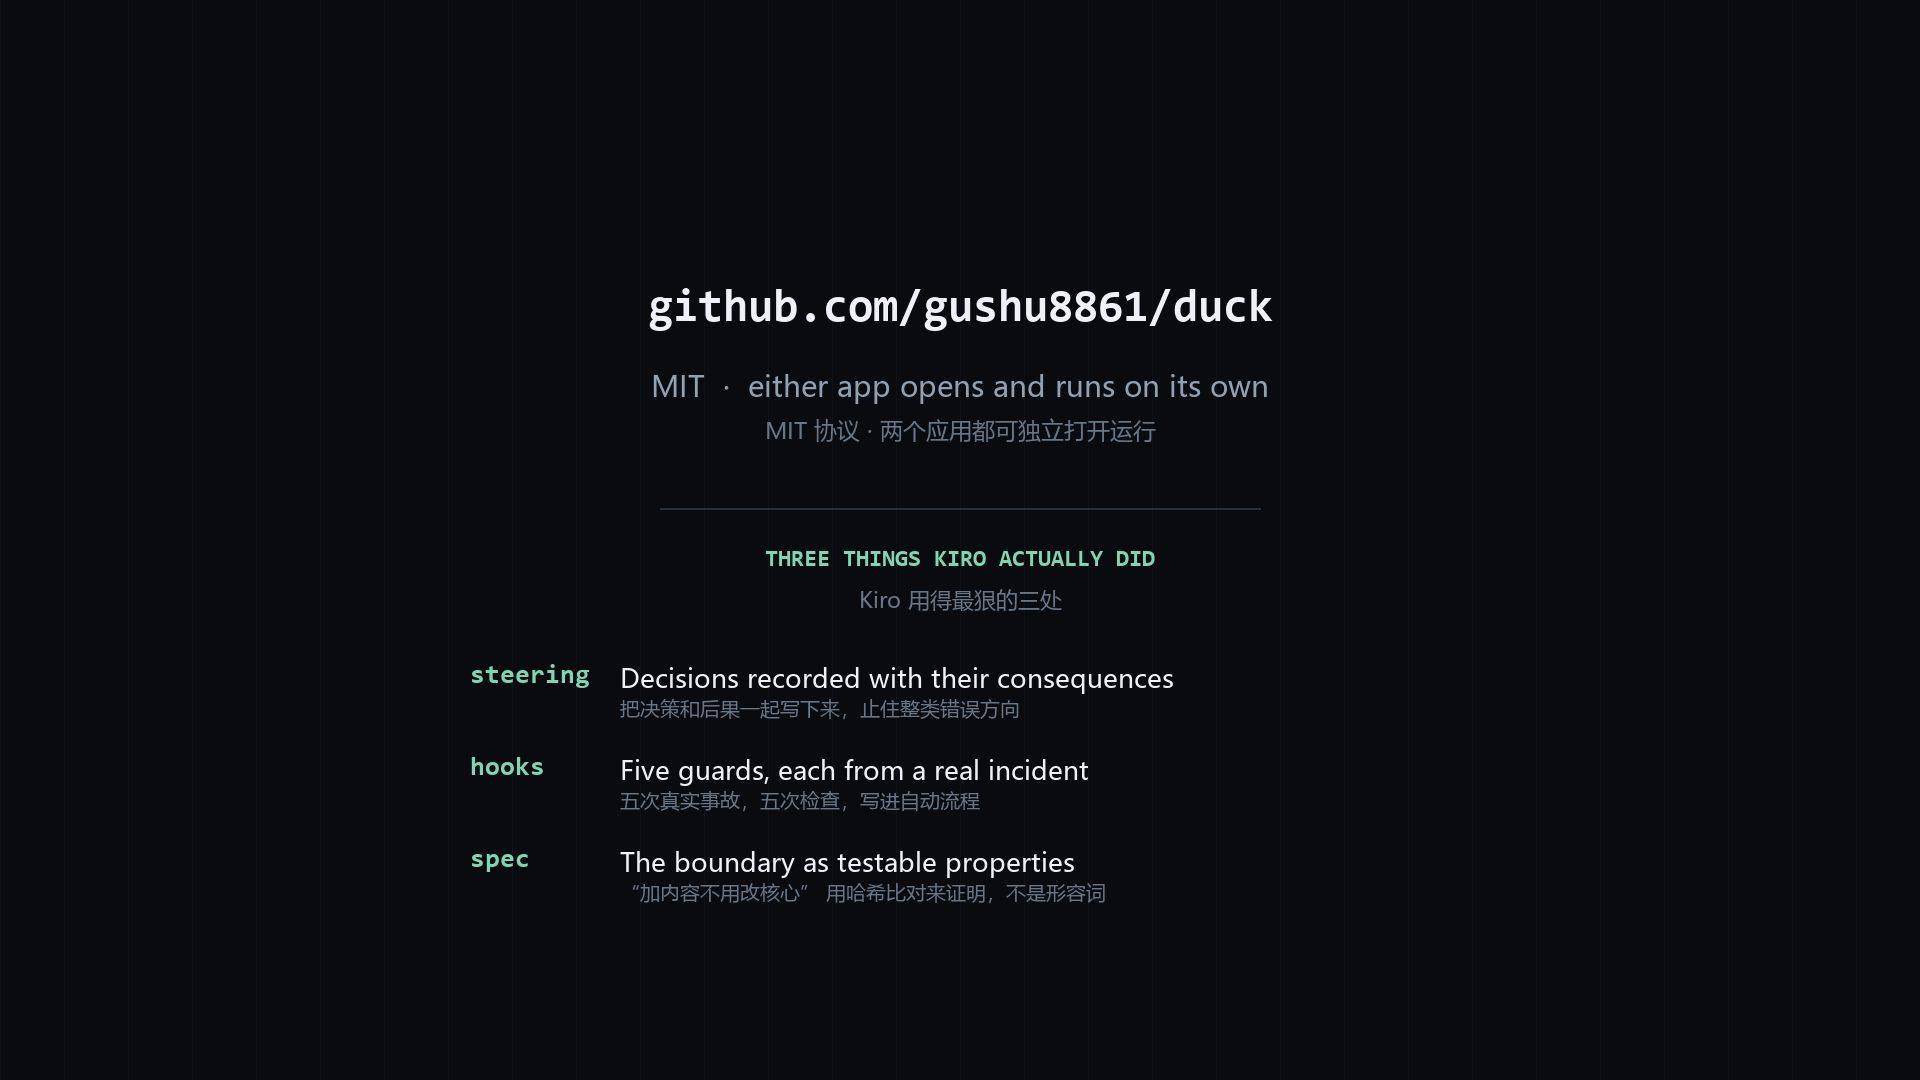 github.com/gushu8861/duck
MIT · either app opens and runs on its own
MIT 协议 · 两个应用都可独立打开运行
THREE THINGS KIRO ACTUALLY DID
Kiro 用得最狠的三处
steering Decisions recorded with their consequences
把决策和后果一起写下来，止住整类错误方向
hooks Five guards, each from a real incident
五次真实事故，五次检查，写进自动流程
spec The boundary as testable properties
“加内容不用改核心” 用哈希比对来证明，不是形容词